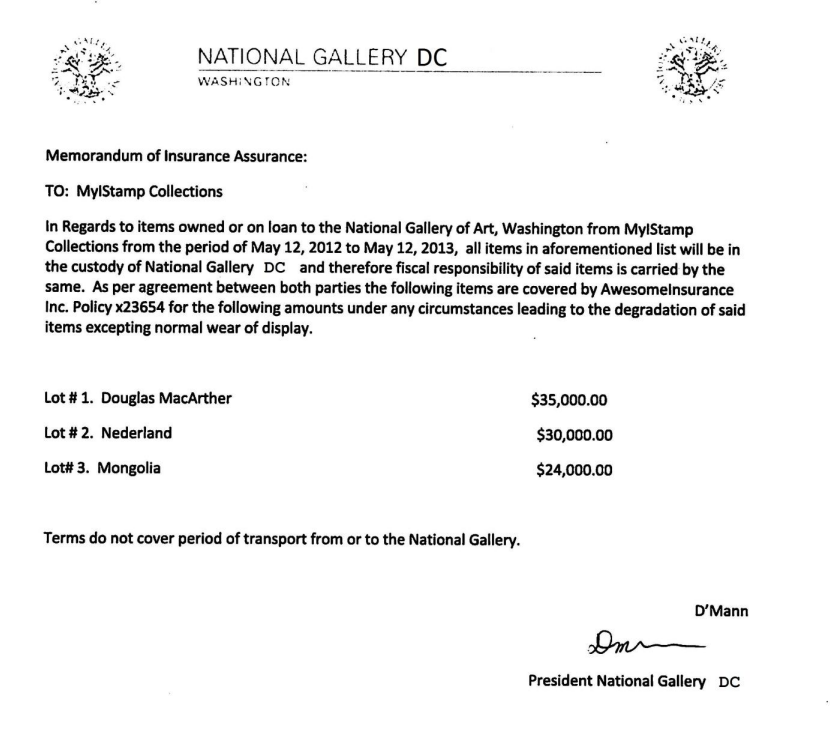 NATIONAL GALLERY DC
WASHINGTON
Memorandum of Insurance Assurance:
TO: MyIStamp Collections
In Regards to items owned or on loan to the National Gallery of Art, Washington from MyIStamp
Collections from the period of May 12, 2012 to May 12, 2013, all items in aforementioned list will be in
the custody of National Gallery DC and therefore fiscal responsibility of said items is carried by the
same. As per agreement between both parties the following items are covered by AwesomeInsurance
Inc. Policy x23654 for the following amounts under any circumstances leading to the degradation of said
items excepting normal wear of display.
Lot # 1. Douglas MacArther $35,000.00
Lot # 2. Nederland $30,000.00
Lot# 3. Mongolia $24,000.00
Terms do not cover period of transport from or to the National Gallery.
D'Mann
President National Gallery DC